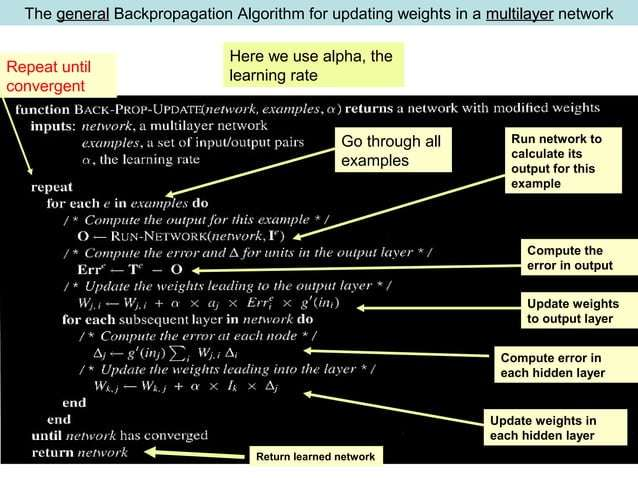 The general Backpropagation Algorithm for updating weights in a multilayer network
Here we use alpha, the
learning rate
Repeat until
convergent
function BACK-PROP-UPDATE(network, examples, α) returns a network with modified weights
inputs: network, a multilayer network
examples, a set of input/output pairs
α, the learning rate
Go through all
examples
Run network to
calculate its
output for this
example
repeat
for each e in examples do
/* Compute the output for this example */
O ← RUN-NETWORK(network, Iᵉ)
/* Compute the error and Δ for units in the output layer */
Errᵉ ← Tᵉ − O
Compute the
error in output
/* Update the weights leading to the output layer */
Wⱼ,ᵢ ← Wⱼ,ᵢ + α × aⱼ × Errᵢᵉ × g'(inᵢ)
Update weights
to output layer
for each subsequent layer in network do
/* Compute the error at each node */
Δⱼ ← g'(inⱼ) ∑ᵢ Wⱼ,ᵢ Δᵢ
Compute error in
each hidden layer
/* Update the weights leading into the layer */
Wₖ,ⱼ ← Wₖ,ⱼ + α × Iₖ × Δⱼ
Update weights in
each hidden layer
end
end
until network has converged
return network
Return learned network